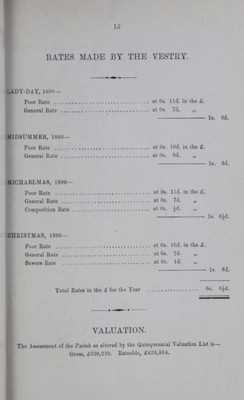 13
RATES MADE BY THE VESTRY.
LADY-DAY, 1890—
Poor Rate ........ at 0s. 11d. in the £.
General Rate ........ at 0s. 7d. „
1s. 6d.
MIDSUMMER, 1890—
Poor Rate ........ at 0s. 10d. in the £.
General Rate ........ at 0s. 8d. „
1s. 6d.
MICHAELMAS, 1890—
Poor Rate ........ at 0s. 11d. in the £.
General Rate ........ at 0s. 7d. „
Composition Rate ........ at 0s. ½d. „
1s. 6½d.
CHRISTMAS, 1890—
Poor Rate ........ at 0s. 10d. in the £.
General Rate ........ at 0s. 7d. „
Sewers Rate ........ at 0s. 1d. „
1s. 6d.
Total Rates in the £ for the Year ........ 6s. 0½d.
VALUATION.
The Assessment of the Parish as altered by the Quinquennial Valuation List is—
Gross, £520,220. Rateable,